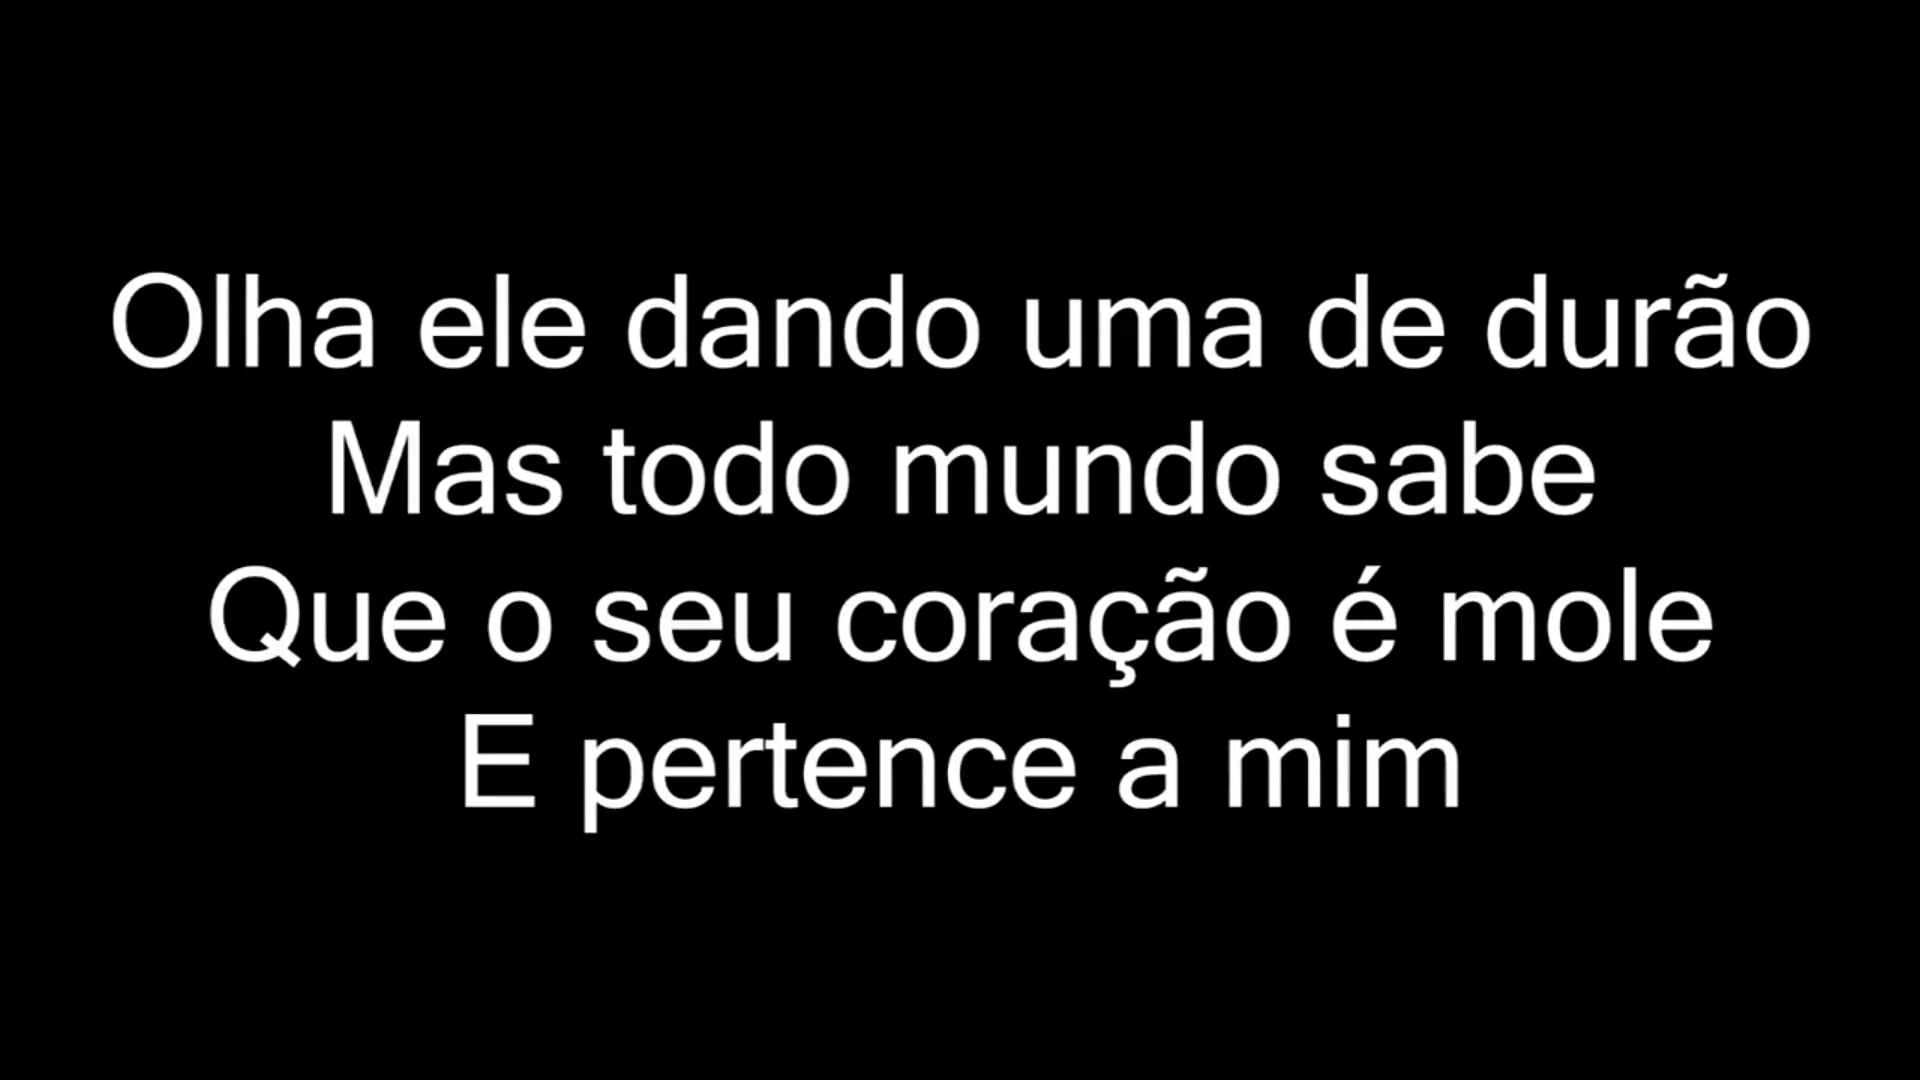 Olha ele dando uma de durão
Mas todo mundo sabe
Que o seu coração é mole
E pertence a mim